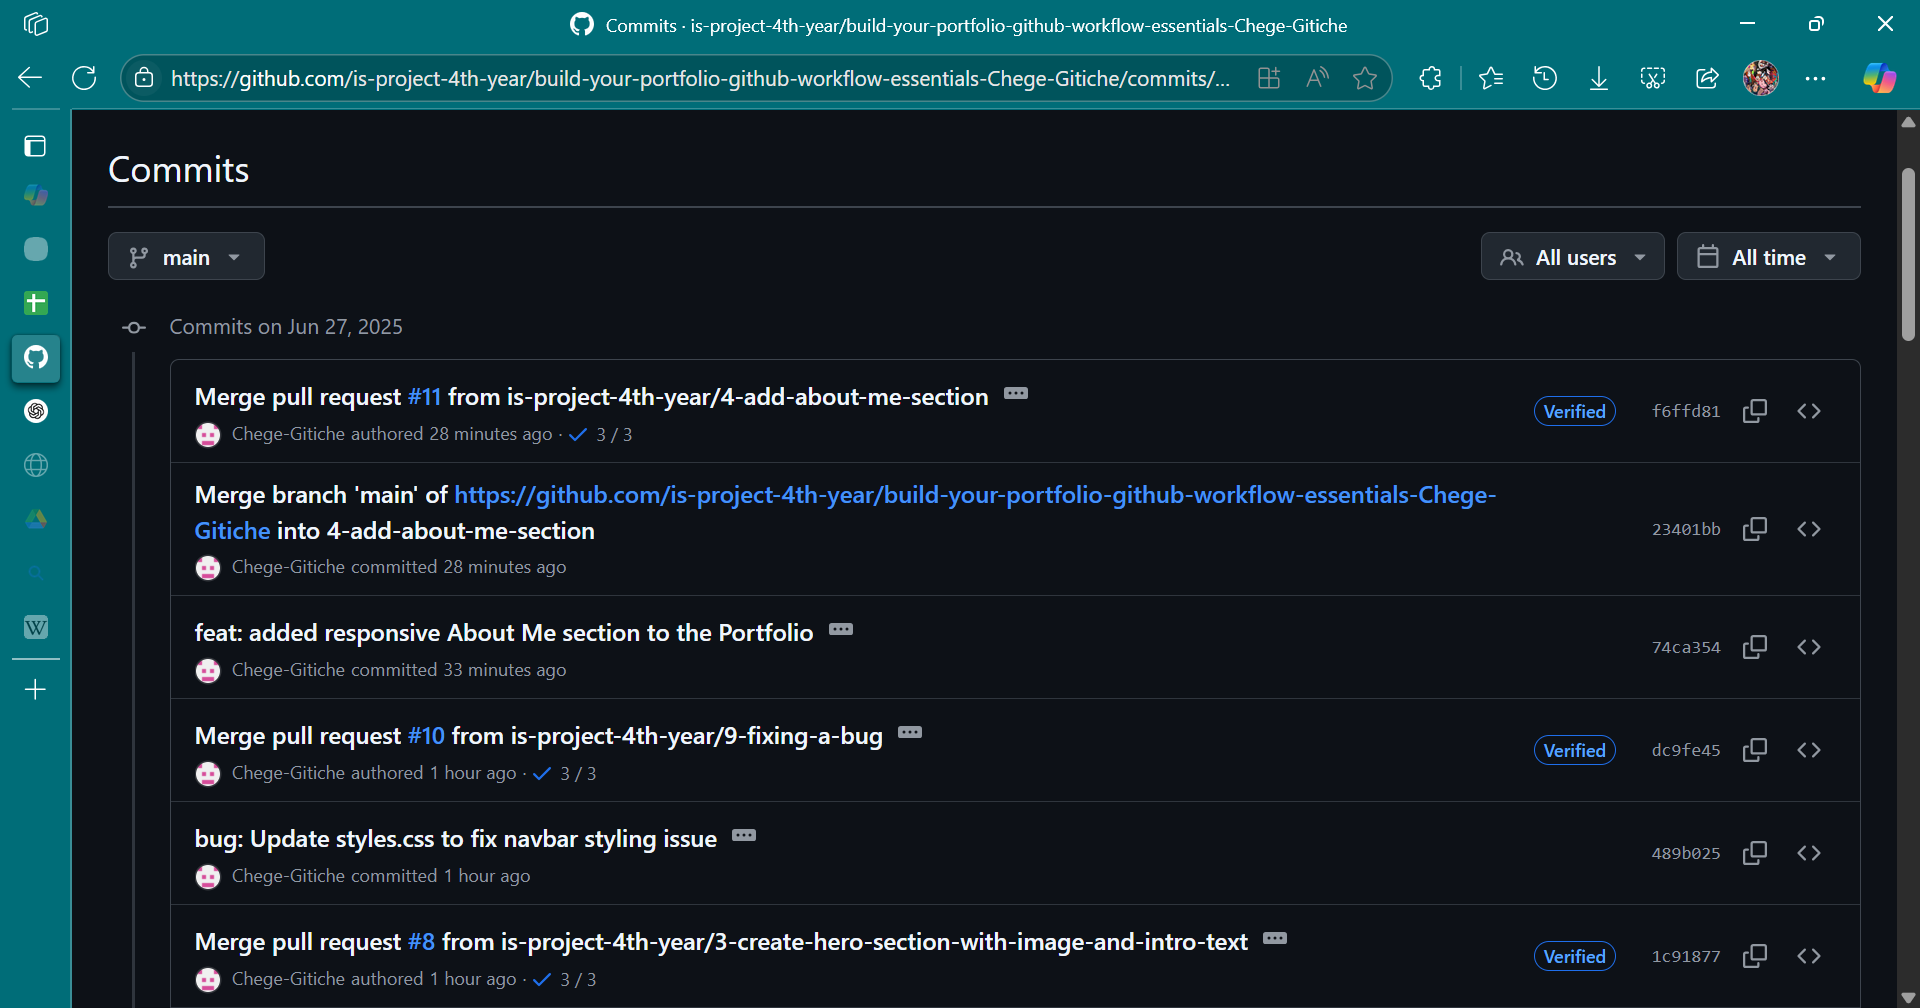 Commits · is-project-4th-year/build-your-portfolio-github-workflow-essentials-Chege-Gitiche
https://github.com/is-project-4th-year/build-your-portfolio-github-workflow-essentials-Chege-Gitiche/commits/...
Commits
main
All users
All time
Commits on Jun 27, 2025
Merge pull request #11 from is-project-4th-year/4-add-about-me-section
Chege-Gitiche authored 28 minutes ago · 3 / 3
Verified
f6ffd81
Merge branch 'main' of https://github.com/is-project-4th-year/build-your-portfolio-github-workflow-essentials-Chege-
Gitiche into 4-add-about-me-section
Chege-Gitiche committed 28 minutes ago
23401bb
feat: added responsive About Me section to the Portfolio
Chege-Gitiche committed 33 minutes ago
74ca354
Merge pull request #10 from is-project-4th-year/9-fixing-a-bug
Chege-Gitiche authored 1 hour ago · 3 / 3
Verified
dc9fe45
bug: Update styles.css to fix navbar styling issue
Chege-Gitiche committed 1 hour ago
489b025
Merge pull request #8 from is-project-4th-year/3-create-hero-section-with-image-and-intro-text
Chege-Gitiche authored 1 hour ago · 3 / 3
Verified
1c91877
W